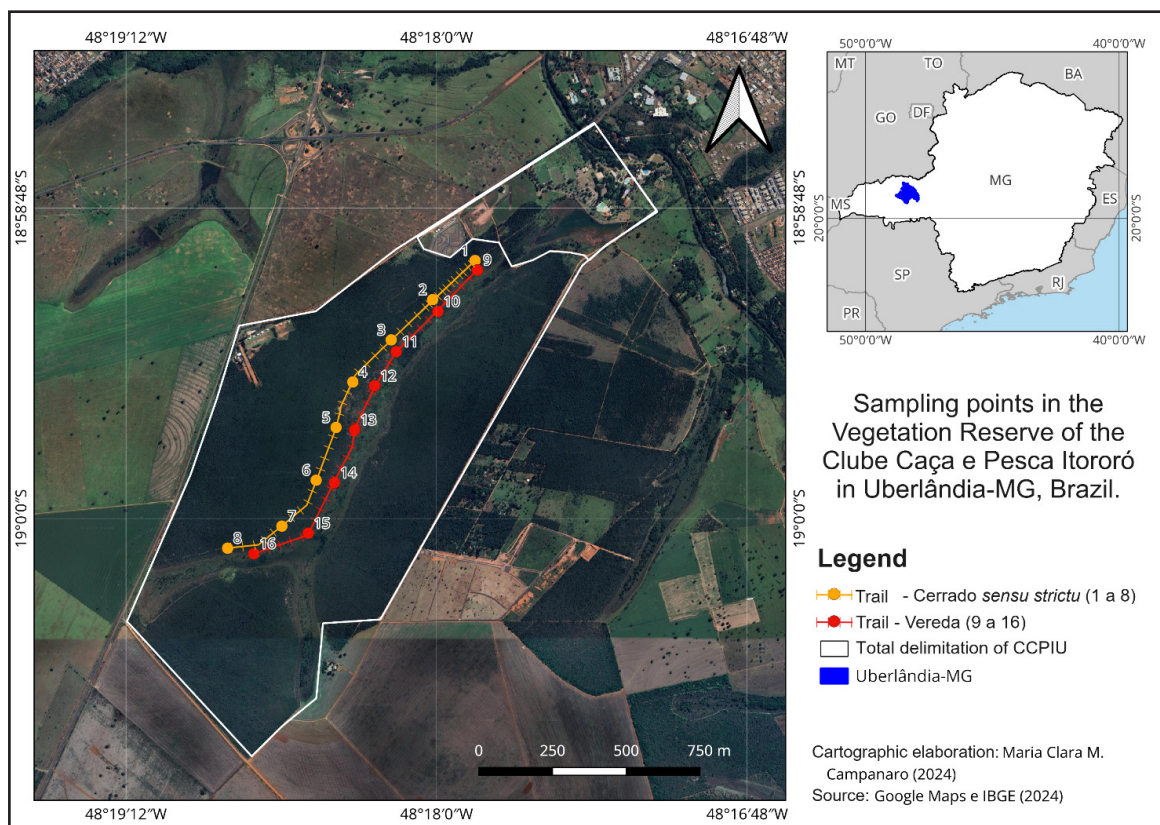 48°19′12″W
48°18′0″W
48°16′48″W
18°58′48″S
18°58′48″S
19°0′0″S
19°0′0″S
1
9
2
10
3
11
4
12
5
13
6
14
7
15
8
16
0
250
500
750 m
48°19′12″W
48°18′0″W
48°16′48″W
50°0′0″W
40°0′0″W
MT
TO
BA
GO
DF
MG
MS
ES
20°0′0″S
20°0′0″S
SP
RJ
PR
50°0′0″W
40°0′0″W
Sampling points in the
Vegetation Reserve of the
Clube Caça e Pesca Itororó
in Uberlândia-MG, Brazil.
Legend
Trail - Cerrado sensu strictu (1 a 8)
Trail - Vereda (9 a 16)
Total delimitation of CCPIU
Uberlândia-MG
Cartographic elaboration: Maria Clara M.
Campanaro (2024)
Source: Google Maps e IBGE (2024)